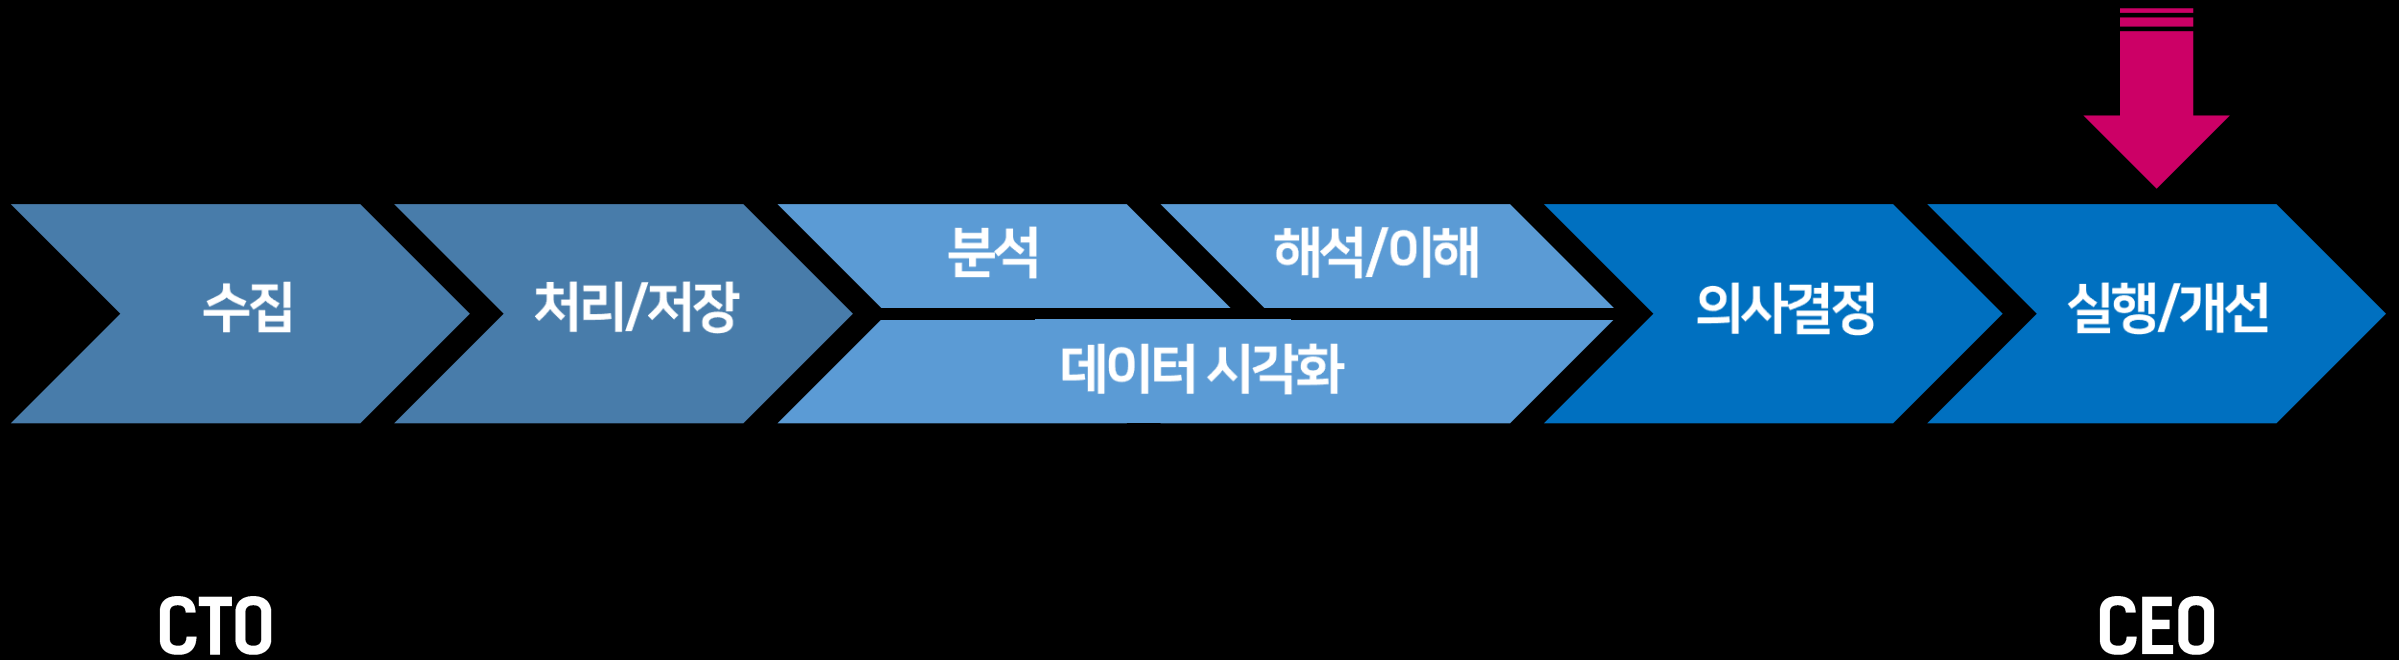 수집
처리/저장
분석
해석/이해
데이터 시각화
의사결정
실행/개선
CTO
CEO